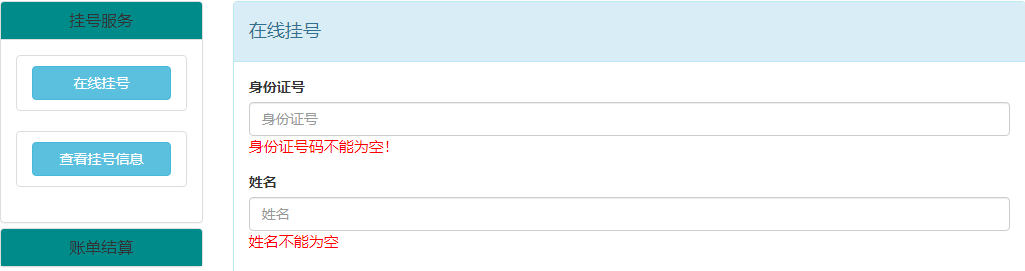 挂号服务
在线挂号
查看挂号信息
账单结算
在线挂号
身份证号
身份证号
身份证号码不能为空!
姓名
姓名
姓名不能为空